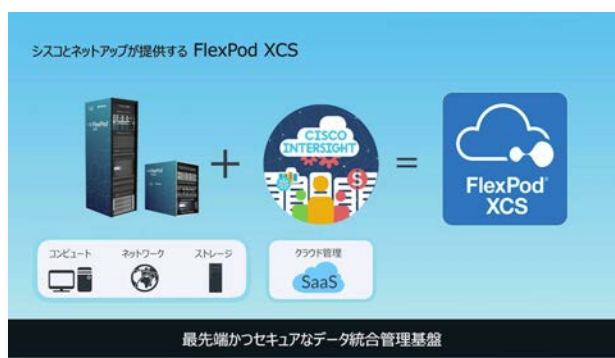 シスコとネットアップが提供する FlexPod XCS
FlexPod
+
CISCO
INTERSIGHT
S
=
FlexPod®
XCS
コンピュート
ネットワーク
ストレージ
クラウド管理
SaaS
最先端かつセキュアなデータ統合管理基盤